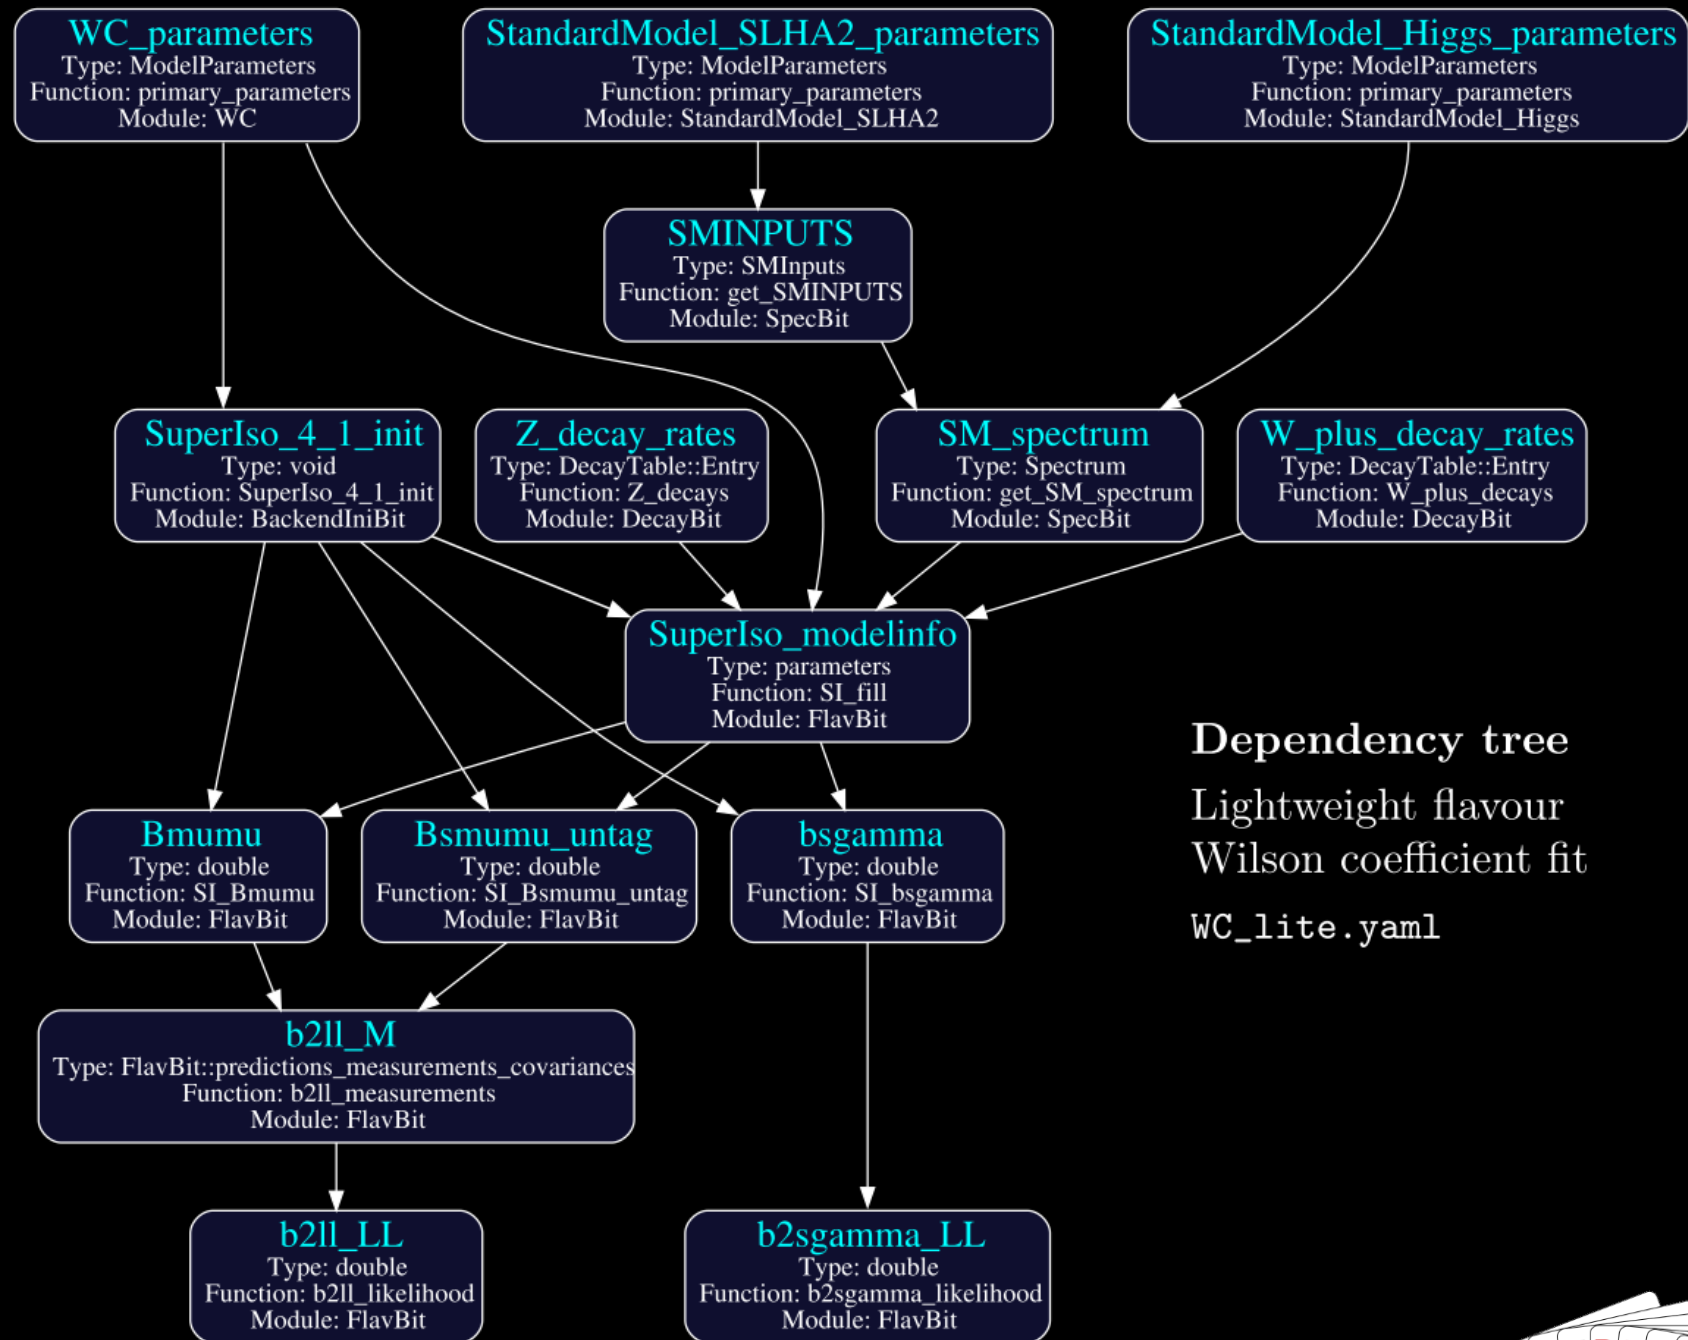 WC_parameters
Type: ModelParameters
Function: primary_parameters
Module: WC
StandardModel_SLHA2_parameters
Type: ModelParameters
Function: primary_parameters
Module: StandardModel_SLHA2
StandardModel_Higgs_parameters
Type: ModelParameters
Function: primary_parameters
Module: StandardModel_Higgs
SMINPUTS
Type: SMInputs
Function: get_SMINPUTS
Module: SpecBit
SuperIso_4_1_init
Type: void
Function: SuperIso_4_1_init
Module: BackendIniBit
Z_decay_rates
Type: DecayTable::Entry
Function: Z_decays
Module: DecayBit
SM_spectrum
Type: Spectrum
Function: get_SM_spectrum
Module: SpecBit
W_plus_decay_rates
Type: DecayTable::Entry
Function: W_plus_decays
Module: DecayBit
SuperIso_modelinfo
Type: parameters
Function: SI_fill
Module: FlavBit
Dependency tree
Lightweight flavour
Wilson coefficient fit
WC_lite.yaml
Bmumu
Type: double
Function: SI_Bmumu
Module: FlavBit
Bsmumu_untag
Type: double
Function: SI_Bsmumu_untag
Module: FlavBit
bsgamma
Type: double
Function: SI_bsgamma
Module: FlavBit
b2ll_M
Type: FlavBit::predictions_measurements_covariances
Function: b2ll_measurements
Module: FlavBit
b2ll_LL
Type: double
Function: b2ll_likelihood
Module: FlavBit
b2sgamma_LL
Type: double
Function: b2sgamma_likelihood
Module: FlavBit